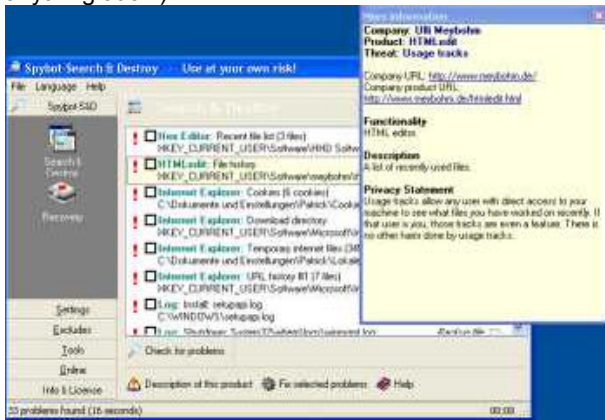 Spybot-Search & Destroy - Use at your own risk!
File Language Help
Spybot-S&D
Search & Destroy
Search &
Destroy
Recovery
Settings
Excludes
Tools
Online
Info & Licence
Hex Editor: Recent file list (3 files)
HKEY_CURRENT_USER\Software\HHD Softw
HTMLedit: File history
HKEY_CURRENT_USER\Software\meybohm\
Internet Explorer: Cookies (6 cookies)
C:\Dokumente und Einstellungen\Patrick\Cookie
Internet Explorer: Download directory
HKEY_CURRENT_USER\Software\Microsoft\
Internet Explorer: Temporary internet files
C:\Dokumente und Einstellungen\Patrick\Lokale
Internet Explorer: URL history #1 (7 files)
HKEY_CURRENT_USER\Software\Microsoft\
Log: Install: setupapi.log
C:\WINDOWS\setupapi.log
Log: Shutdown: System32\wbem\logs\wbemess.log
Check for problems
Description of this product Fix selected problems Help
33 problems found (16 seconds) 00:00
More information
Company: Ulli Meybohm
Product: HTMLedit
Threat: Usage tracks
Company URL: http://www.meybohm.de/
Company product URL:
http://www.meybohm.de/htmledit.html
Functionality
HTML editor.
Description
A list of recently used files.
Privacy Statement
Usage tracks allow any user with direct access to your
machine to see what files you have worked on recently. If
that user is you, those tracks are even a feature. There is
no other harm done by usage tracks.